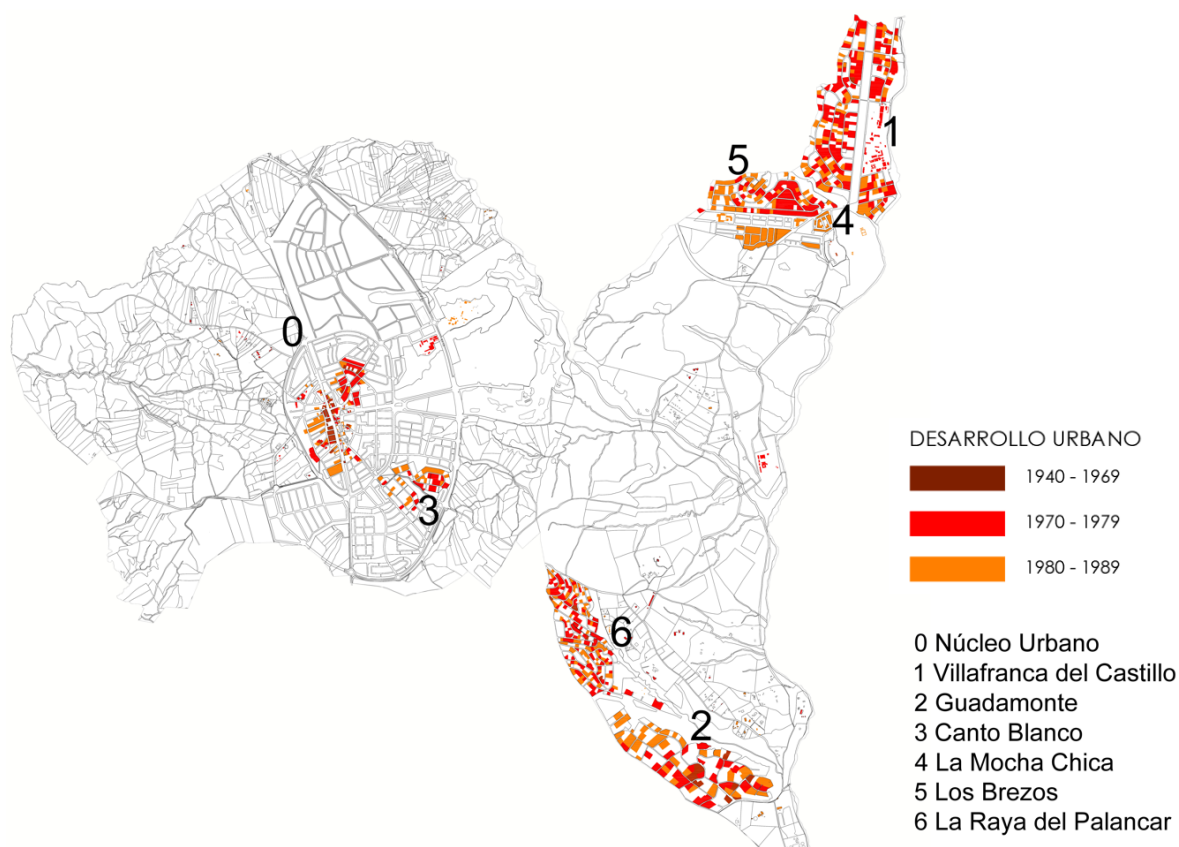 1
5
4
0
3
6
2
DESARROLLO URBANO
1940 - 1969
1970 - 1979
1980 - 1989
0 Núcleo Urbano
1 Villafranca del Castillo
2 Guadamonte
3 Canto Blanco
4 La Mocha Chica
5 Los Brezos
6 La Raya del Palancar